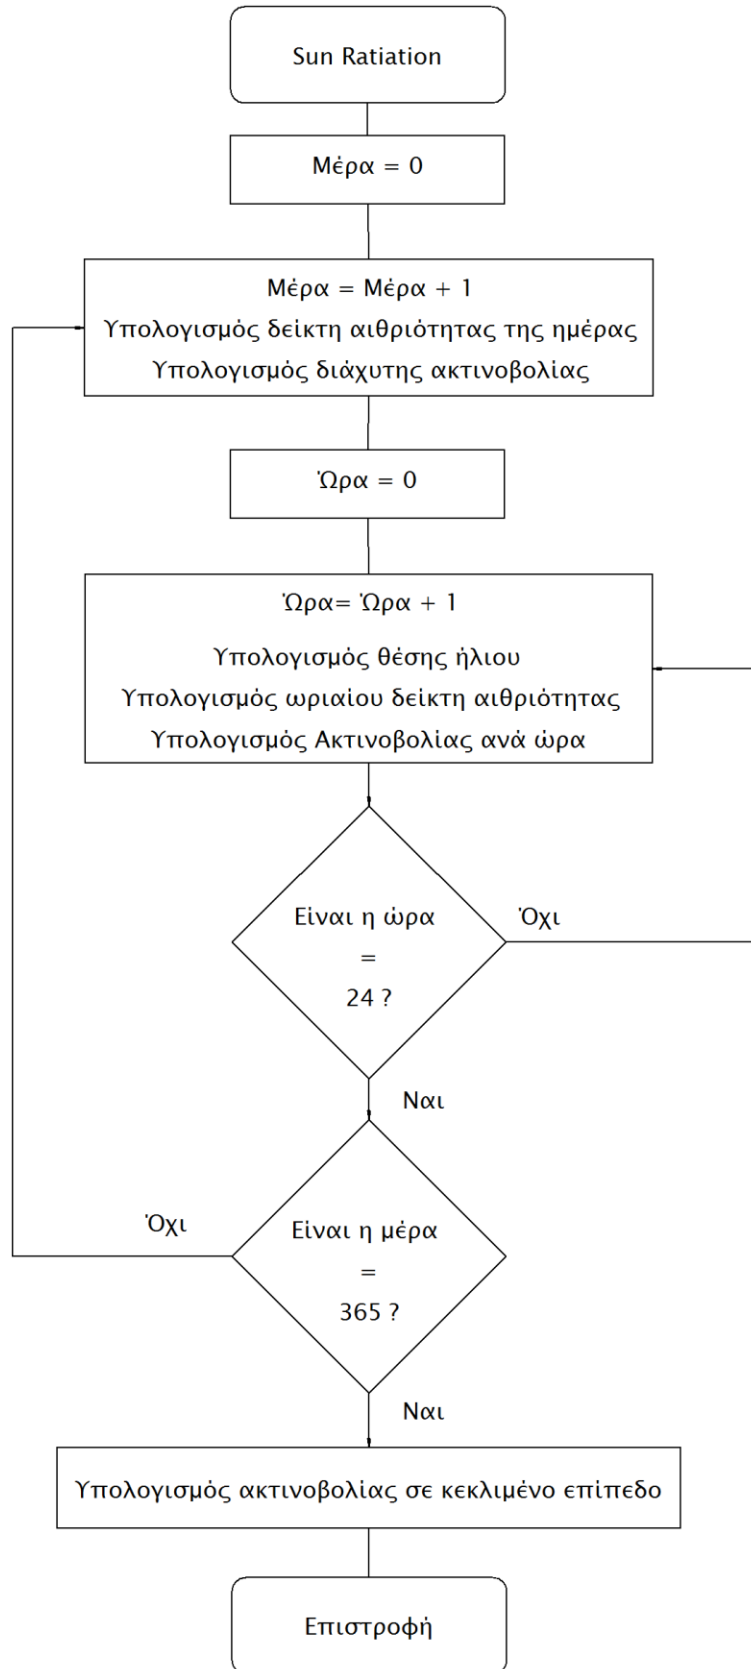 Sun Ratiation
Μέρα = 0
Μέρα = Μέρα + 1
Υπολογισμός δείκτη αιθριότητας της ημέρας
Υπολογισμός διάχυτης ακτινοβολίας
Ώρα = 0
Ώρα= Ώρα + 1
Υπολογισμός θέσης ήλιου
Υπολογισμός ωριαίου δείκτη αιθριότητας
Υπολογισμός Ακτινοβολίας ανά ώρα
Είναι η ώρα
=
24 ?
Όχι
Ναι
Όχι
Είναι η μέρα
=
365 ?
Ναι
Υπολογισμός ακτινοβολίας σε κεκλιμένο επίπεδο
Επιστροφή